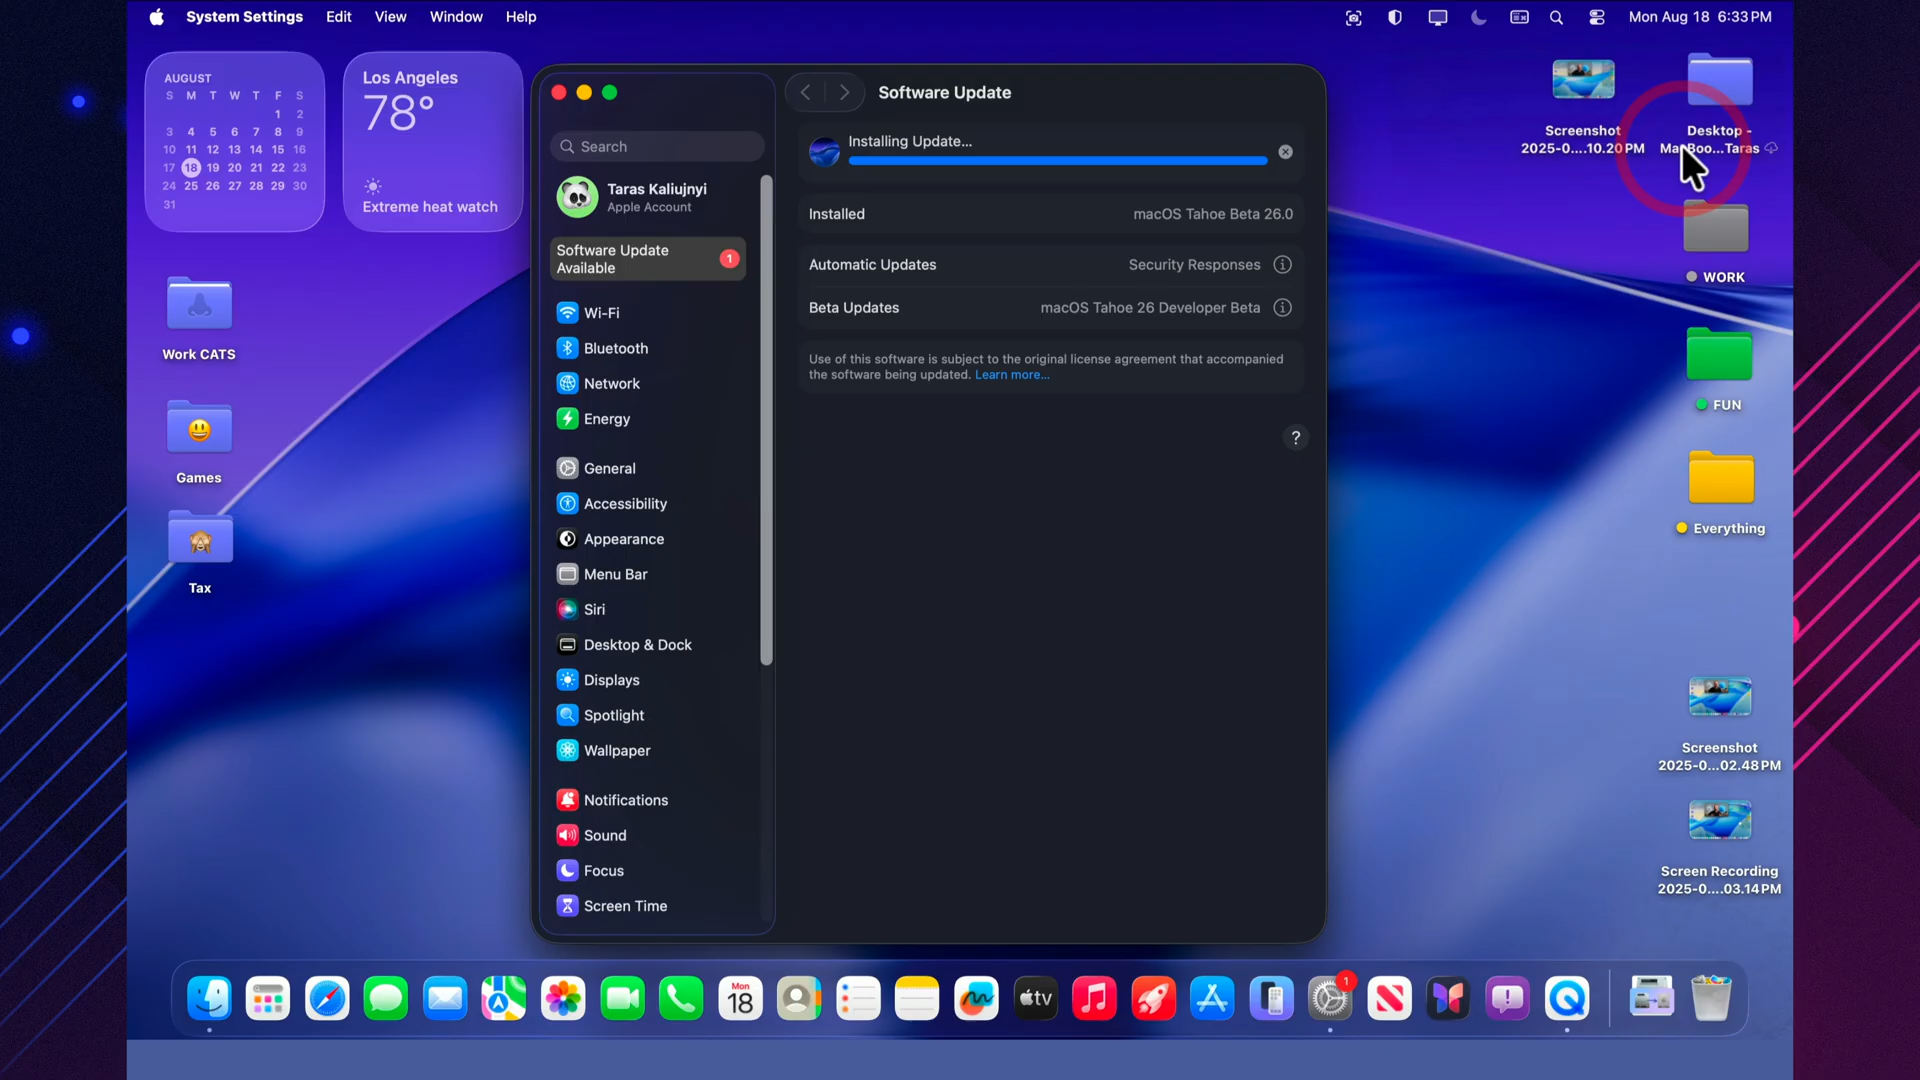 System Settings Edit View Window Help
Mon Aug 18 6:33 PM
AUGUST
S M T W T F S
1 2
3 4 5 6 7 8 9
10 11 12 13 14 15 16
17 18 19 20 21 22 23
24 25 26 27 28 29 30
31
Los Angeles
78°
Extreme heat watch
Work CATS
Games
Tax
Search
Taras Kaliujnyi
Apple Account
Software Update
Available
1
Wi-Fi
Bluetooth
Network
Energy
General
Accessibility
Appearance
Menu Bar
Siri
Desktop & Dock
Displays
Spotlight
Wallpaper
Notifications
Sound
Focus
Screen Time
Software Update
Installing Update...
Installed macOS Tahoe Beta 26.0
Automatic Updates Security Responses
Beta Updates macOS Tahoe 26 Developer Beta
Use of this software is subject to the original license agreement that accompanied
the software being updated. Learn more...
?
Screenshot
2025-0....10.20 PM
Desktop -
MacBoo...Taras
WORK
FUN
Everything
Screenshot
2025-0...02.48 PM
Screen Recording
2025-0....03.14 PM
Mon
18
tv
1